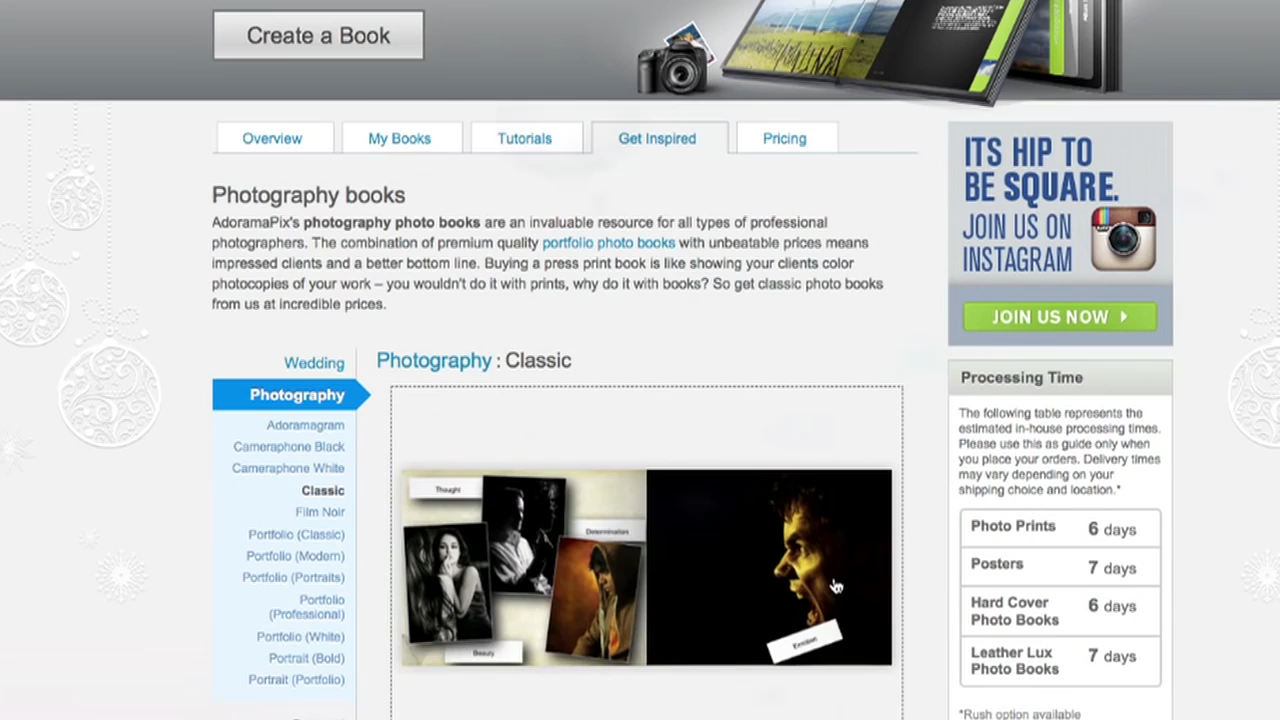 Create a Book
Overview
My Books
Tutorials
Get Inspired
Pricing
Photography books
AdoramaPix's photography photo books are an invaluable resource for all types of professional
photographers. The combination of premium quality portfolio photo books with unbeatable prices means
impressed clients and a better bottom line. Buying a press print book is like showing your clients color
photocopies of your work – you wouldn't do it with prints, why do it with books? So get classic photo books
from us at incredible prices.
Wedding
Photography
Adoramagram
Cameraphone Black
Cameraphone White
Classic
Film Noir
Portfolio (Classic)
Portfolio (Modern)
Portfolio (Portraits)
Portfolio
(Professional)
Portfolio (White)
Portrait (Bold)
Portrait (Portfolio)
Photography : Classic
Thought
Determination
Beauty
Emotion
ITS HIP TO
BE SQUARE.
JOIN US ON
INSTAGRAM
JOIN US NOW
Processing Time
The following table represents the
estimated in-house processing times.
Please use this as guide only when
you place your orders. Delivery times
may vary depending on your
shipping choice and location.*
Photo Prints 6 days
Posters 7 days
Hard Cover
Photo Books 6 days
Leather Lux
Photo Books 7 days
*Rush option available